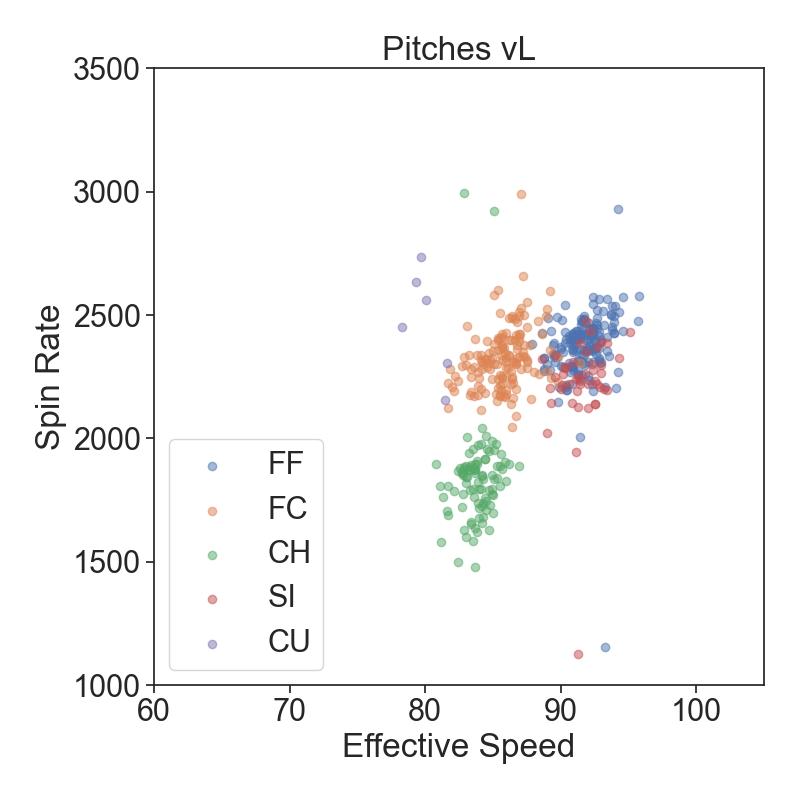 Pitches vL
3500
3000
2500
2000
1500
1000
Spin Rate
FF
FC
CH
SI
CU
60 70 80 90 100
Effective Speed